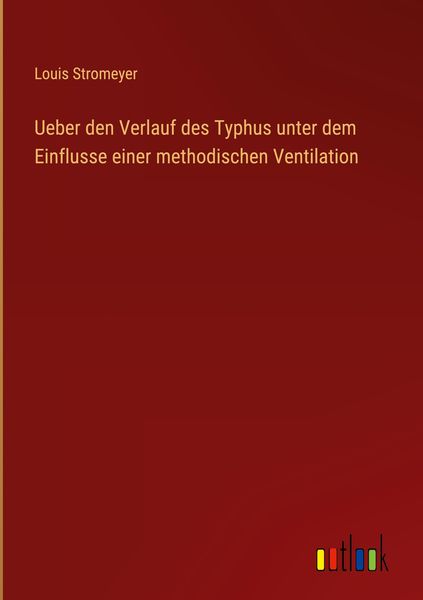 Louis Stromeyer
Ueber den Verlauf des Typhus unter dem
Einflusse einer methodischen Ventilation
outlook